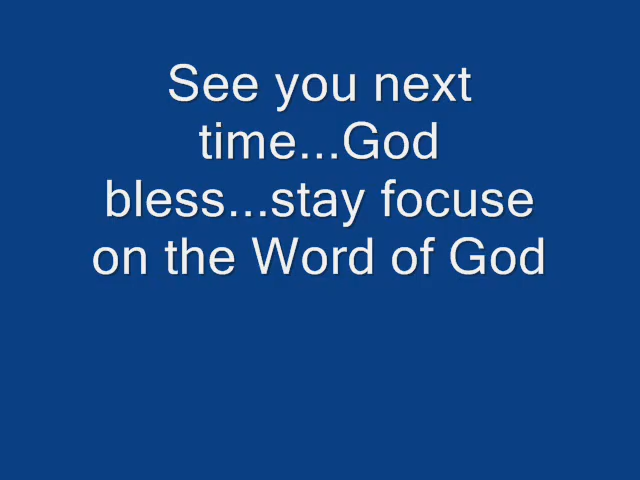 See you next
time...God
bless...stay focuse
on the Word of God